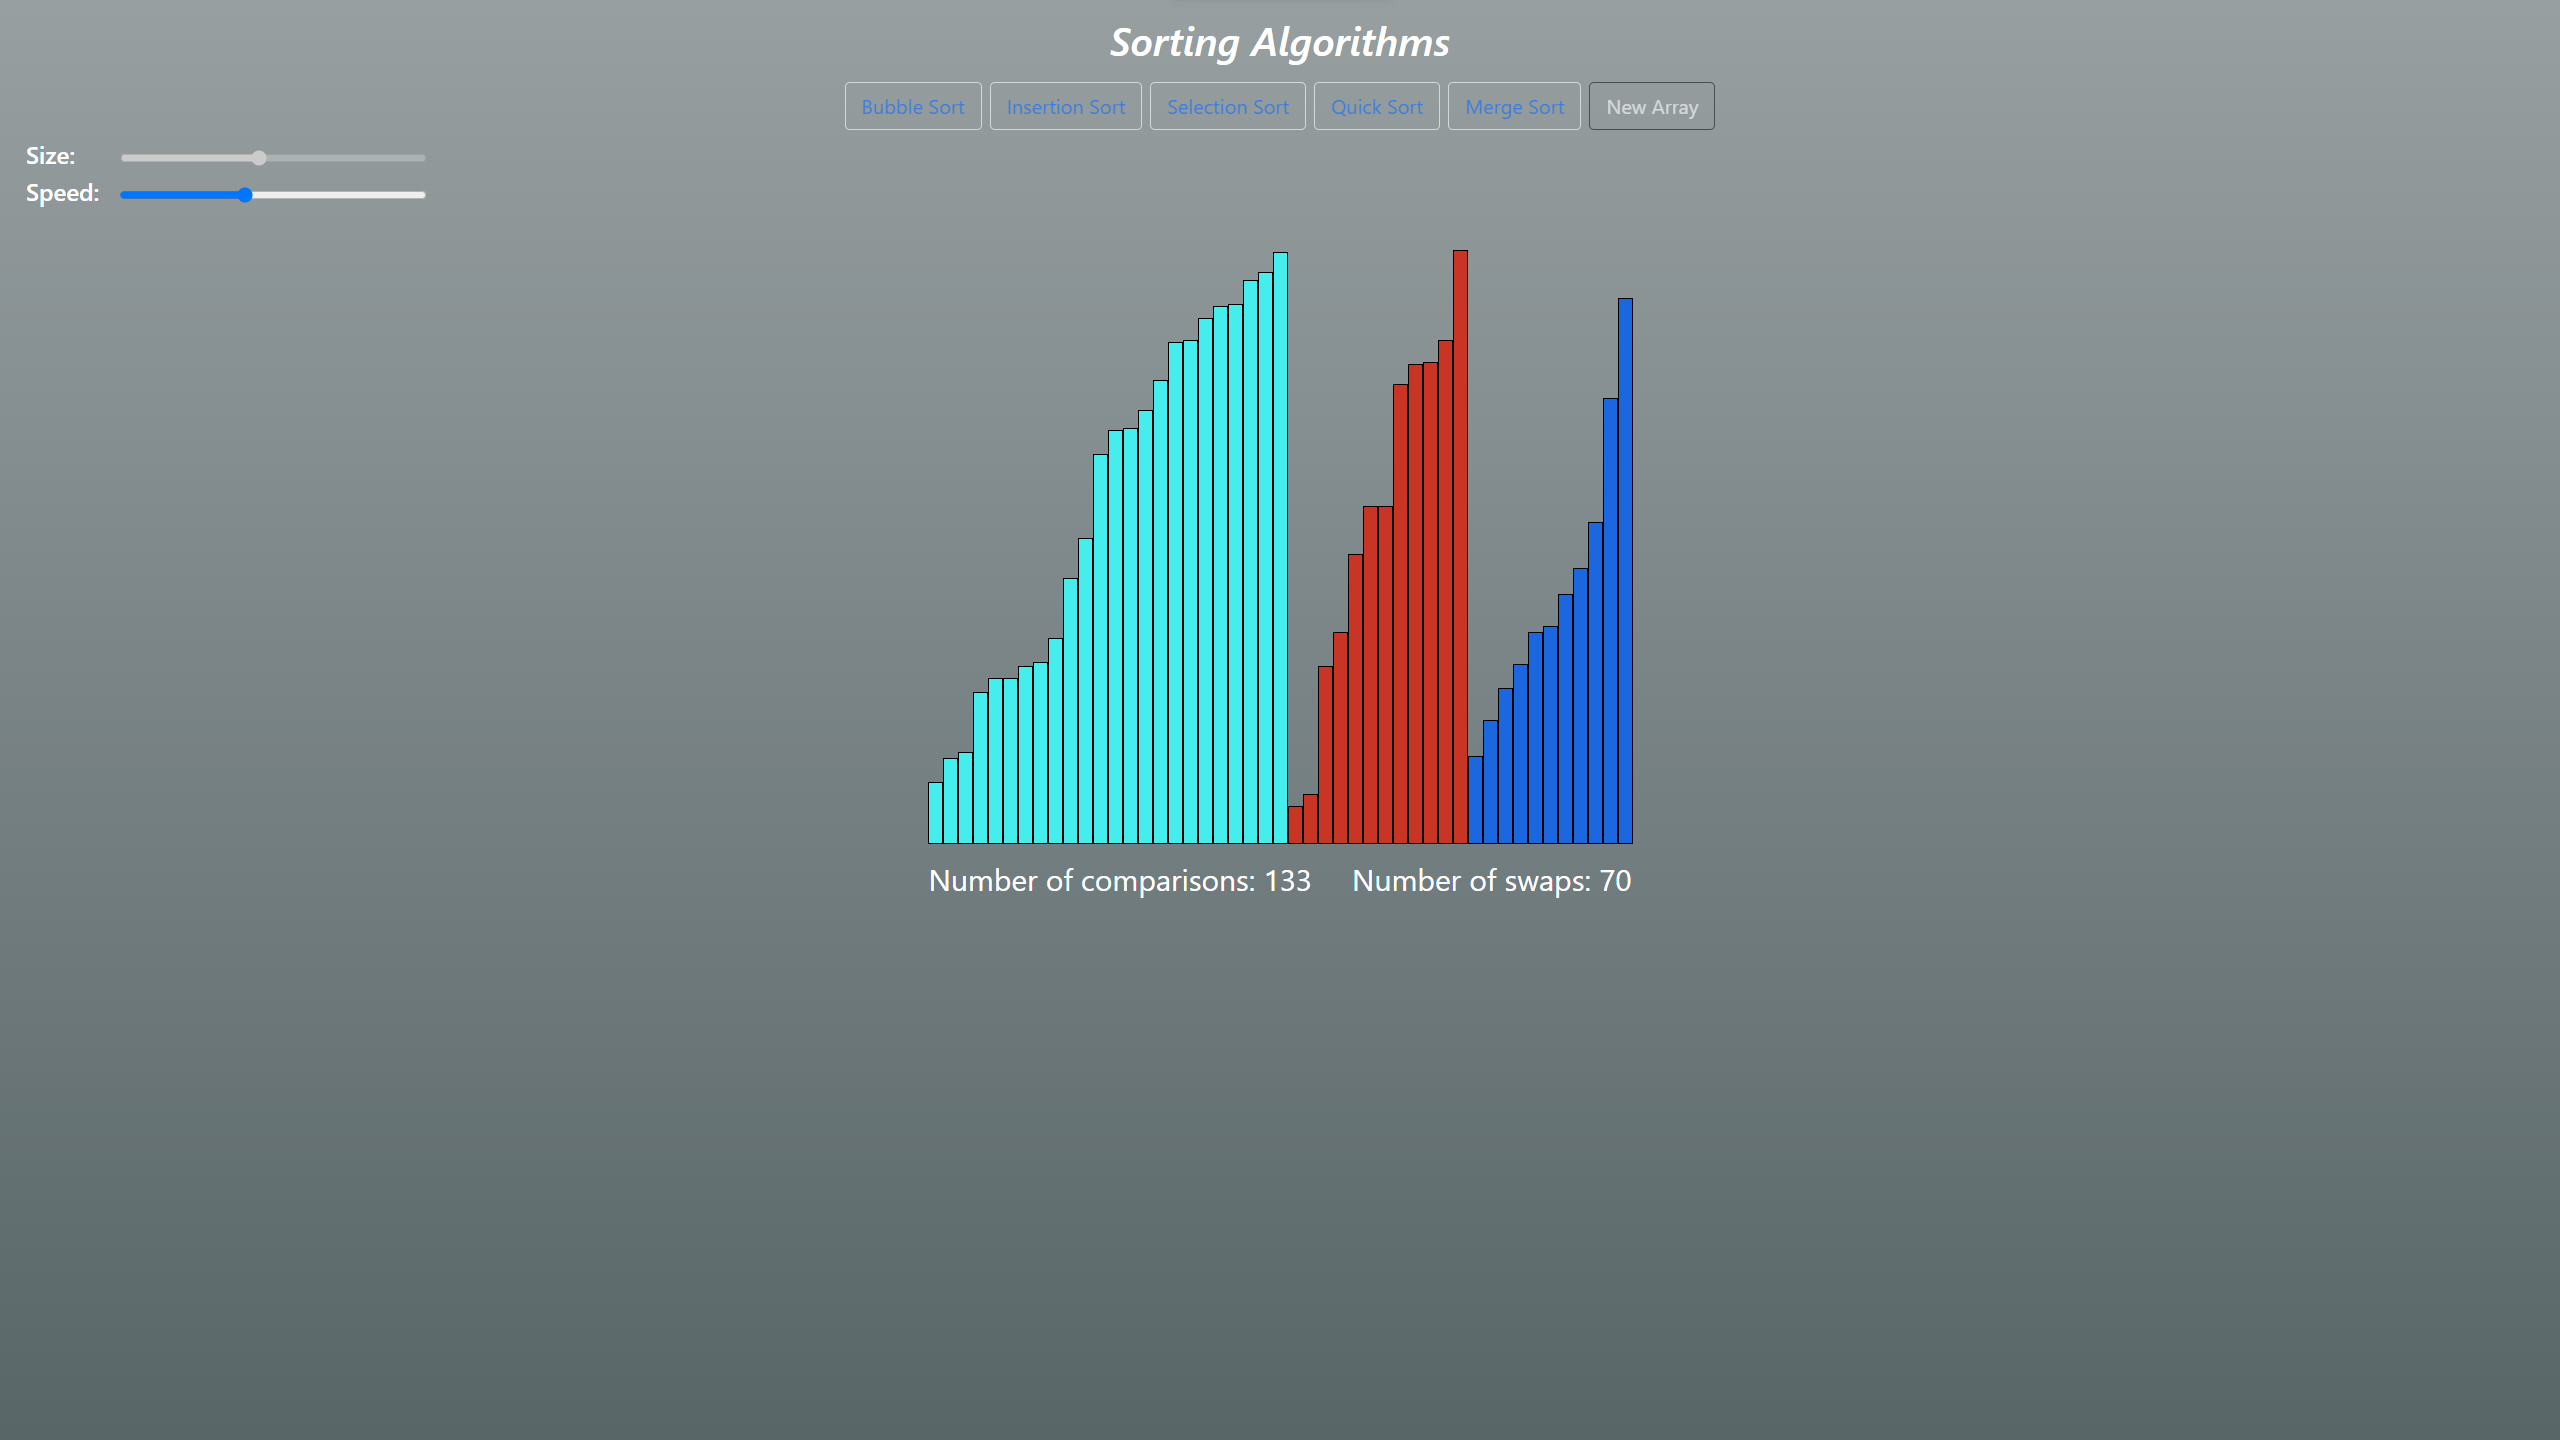 Sorting Algorithms
Bubble Sort Insertion Sort Selection Sort Quick Sort Merge Sort New Array
Size:
Speed:
Number of comparisons: 133 Number of swaps: 70